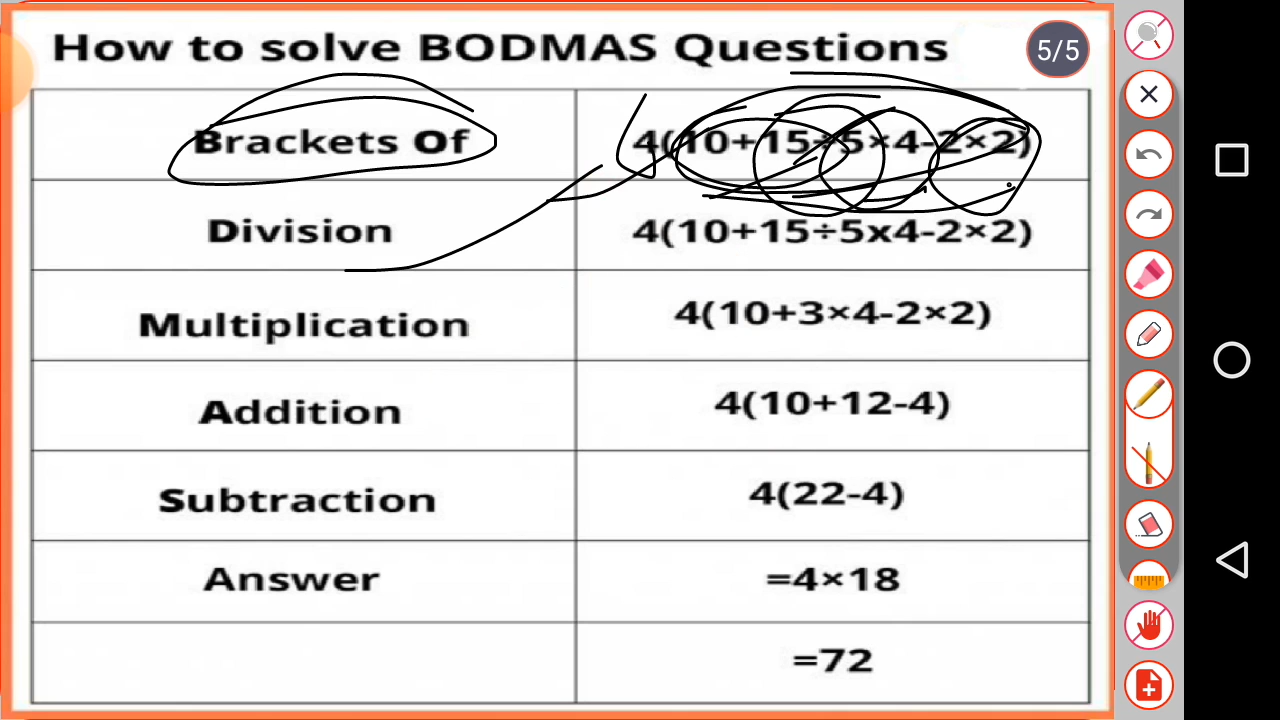 How to solve BODMAS Questions
5/5
Brackets Of
4(10+15÷5×4-2×2)
Division
4(10+15÷5x4-2×2)
Multiplication
4(10+3×4-2×2)
Addition
4(10+12-4)
Subtraction
4(22-4)
Answer
=4×18
=72